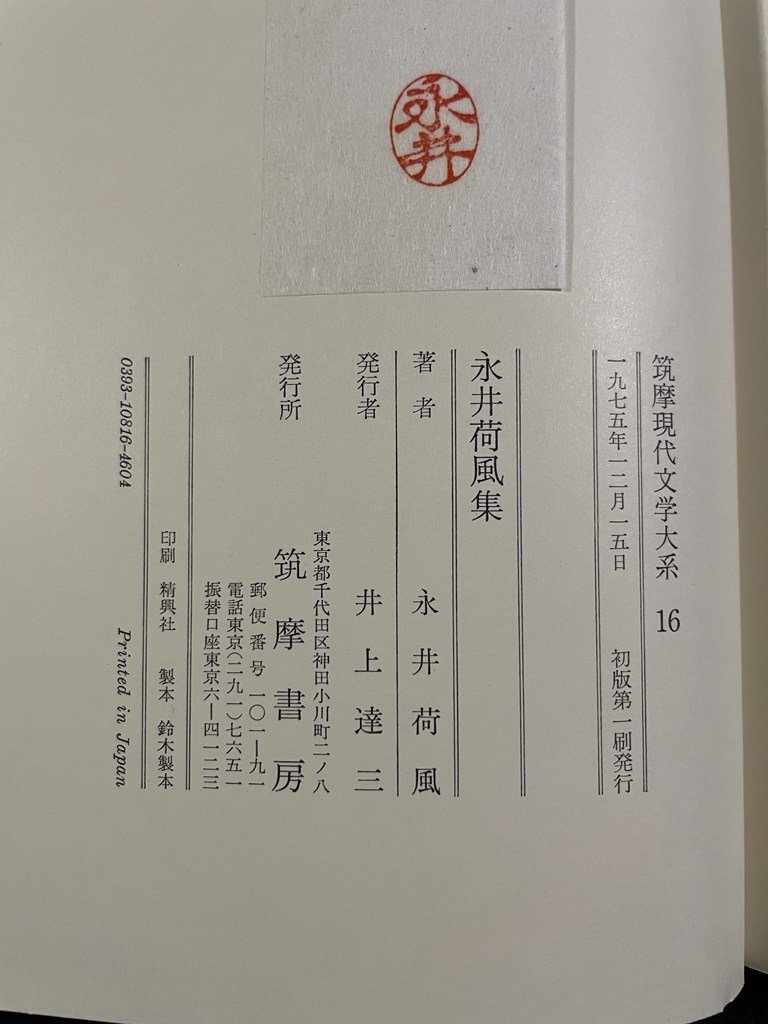 永井
筑摩現代文学大系 16
一九七五年一二月一五日 初版第一刷発行
永井荷風集
著者 永井荷風
発行者 井上達三
東京都千代田区神田小川町二ノ八
発行所 筑摩書房
郵便番号 一〇一―九一
電話東京(二九一)七六五一
振替口座東京六―四一二三
印刷 精興社 製本 鈴木製本
0393-10816-4604 Printed in Japan